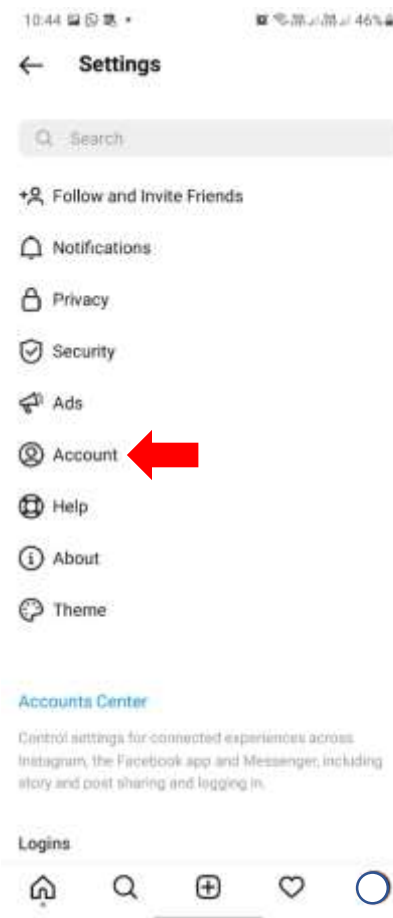 10:44
46%
Settings
Search
Follow and Invite Friends
Notifications
Privacy
Security
Ads
Account
Help
About
Theme
Accounts Center
Control settings for connected experiences across
Instagram, the Facebook app and Messenger, including
story and post sharing and logging in.
Logins